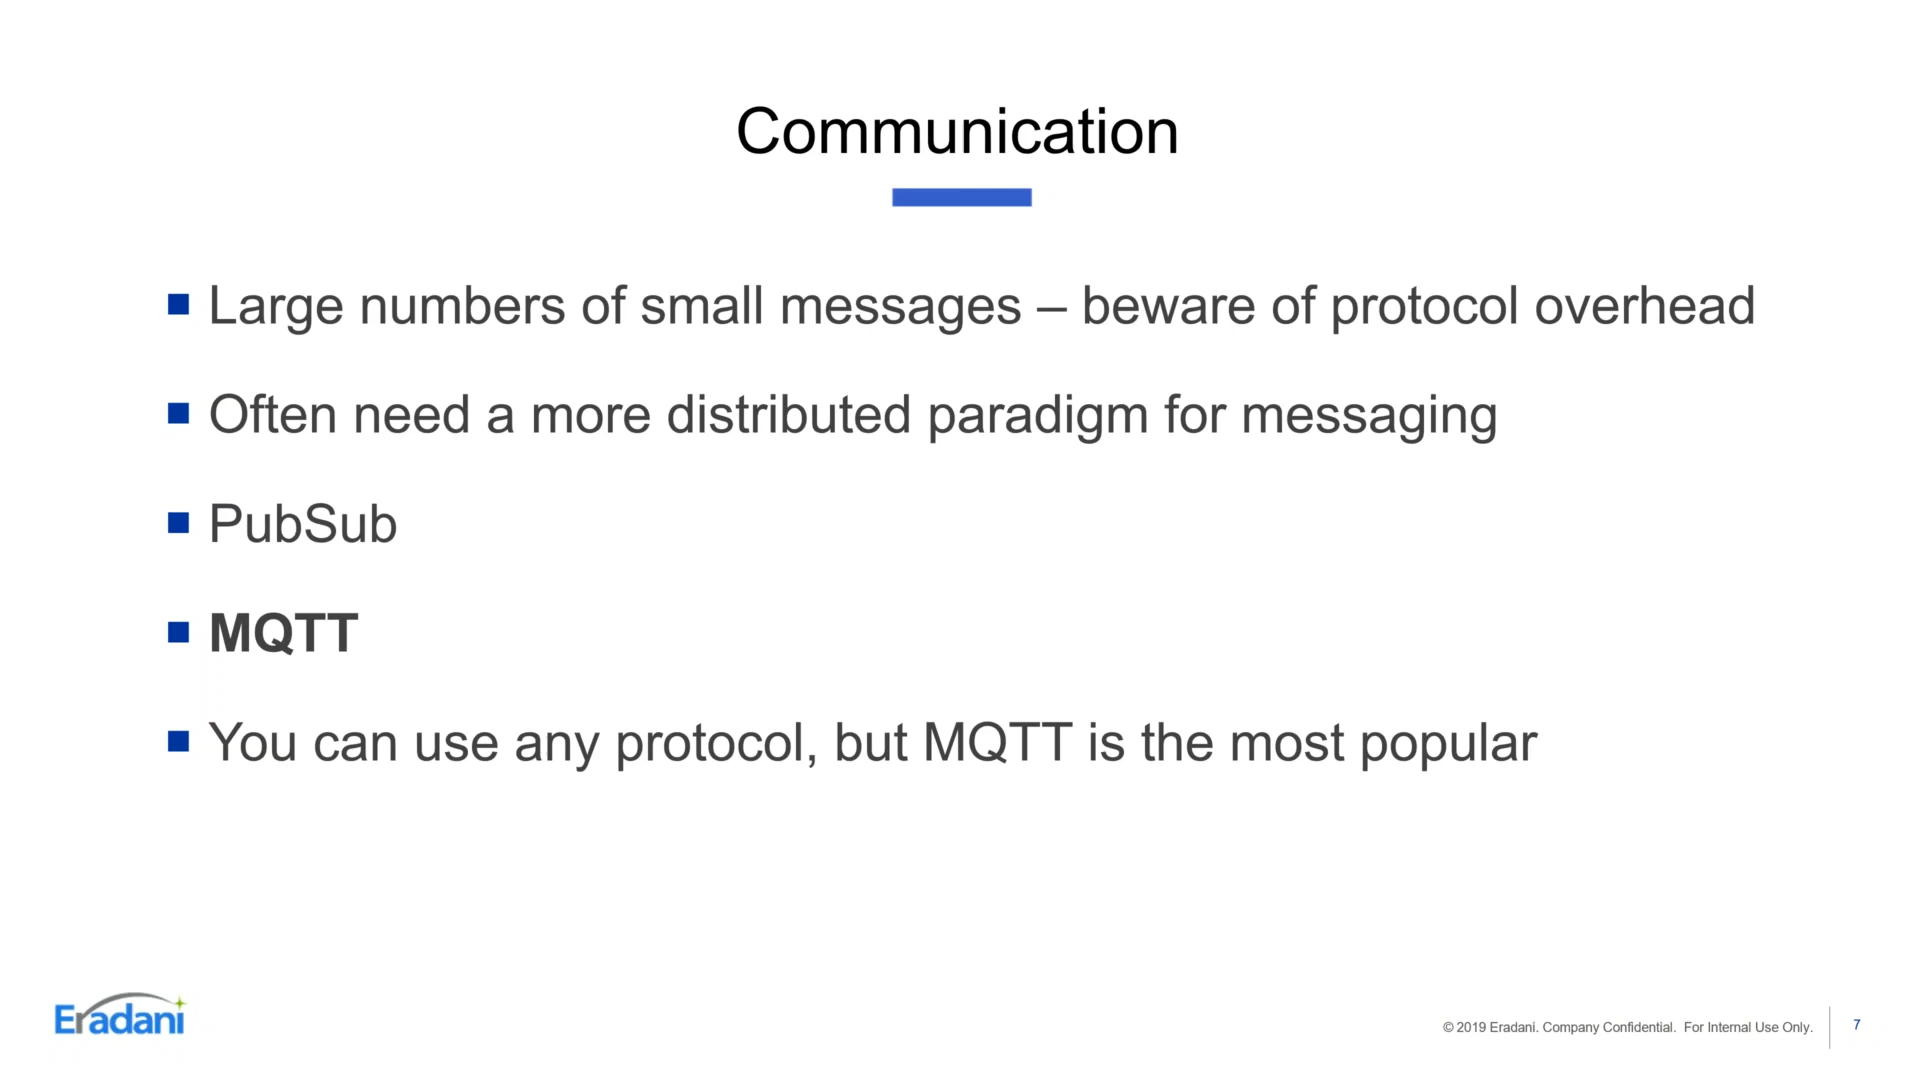 Communication
Large numbers of small messages – beware of protocol overhead
Often need a more distributed paradigm for messaging
PubSub
MQTT
You can use any protocol, but MQTT is the most popular
Eradani
© 2019 Eradani. Company Confidential. For Internal Use Only.
7